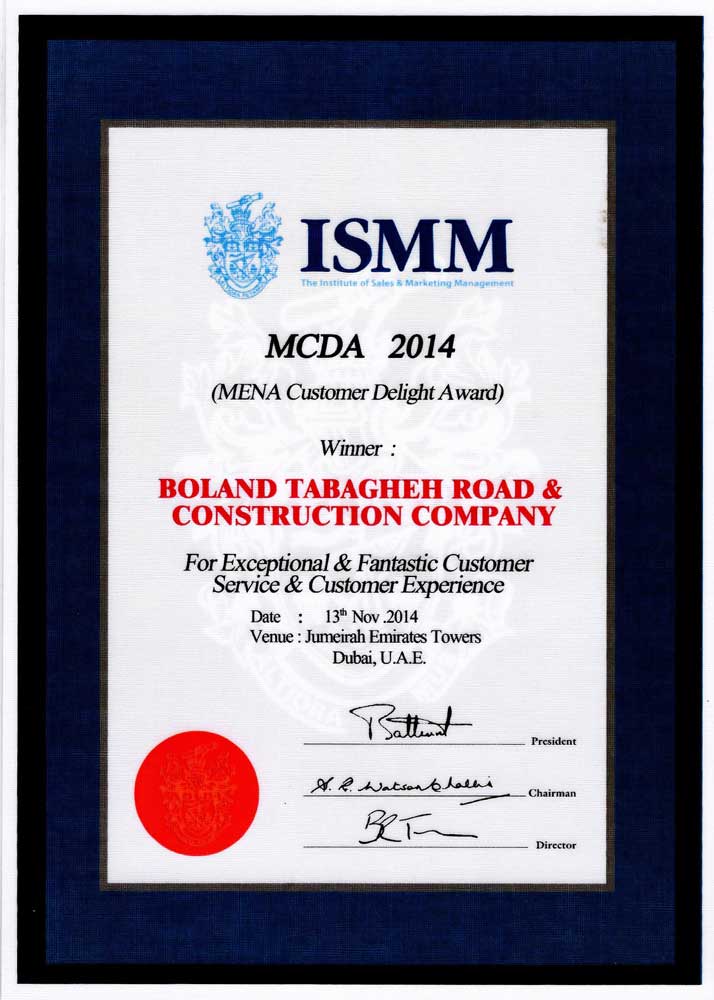 ISMM
The Institute of Sales & Marketing Management
MCDA 2014
(MENA Customer Delight Award)
Winner :
BOLAND TABAGHEH ROAD &
CONSTRUCTION COMPANY
For Exceptional & Fantastic Customer
Service & Customer Experience
Date : 13th Nov .2014
Venue : Jumeirah Emirates Towers
Dubai, U.A.E.
President
Chairman
Director